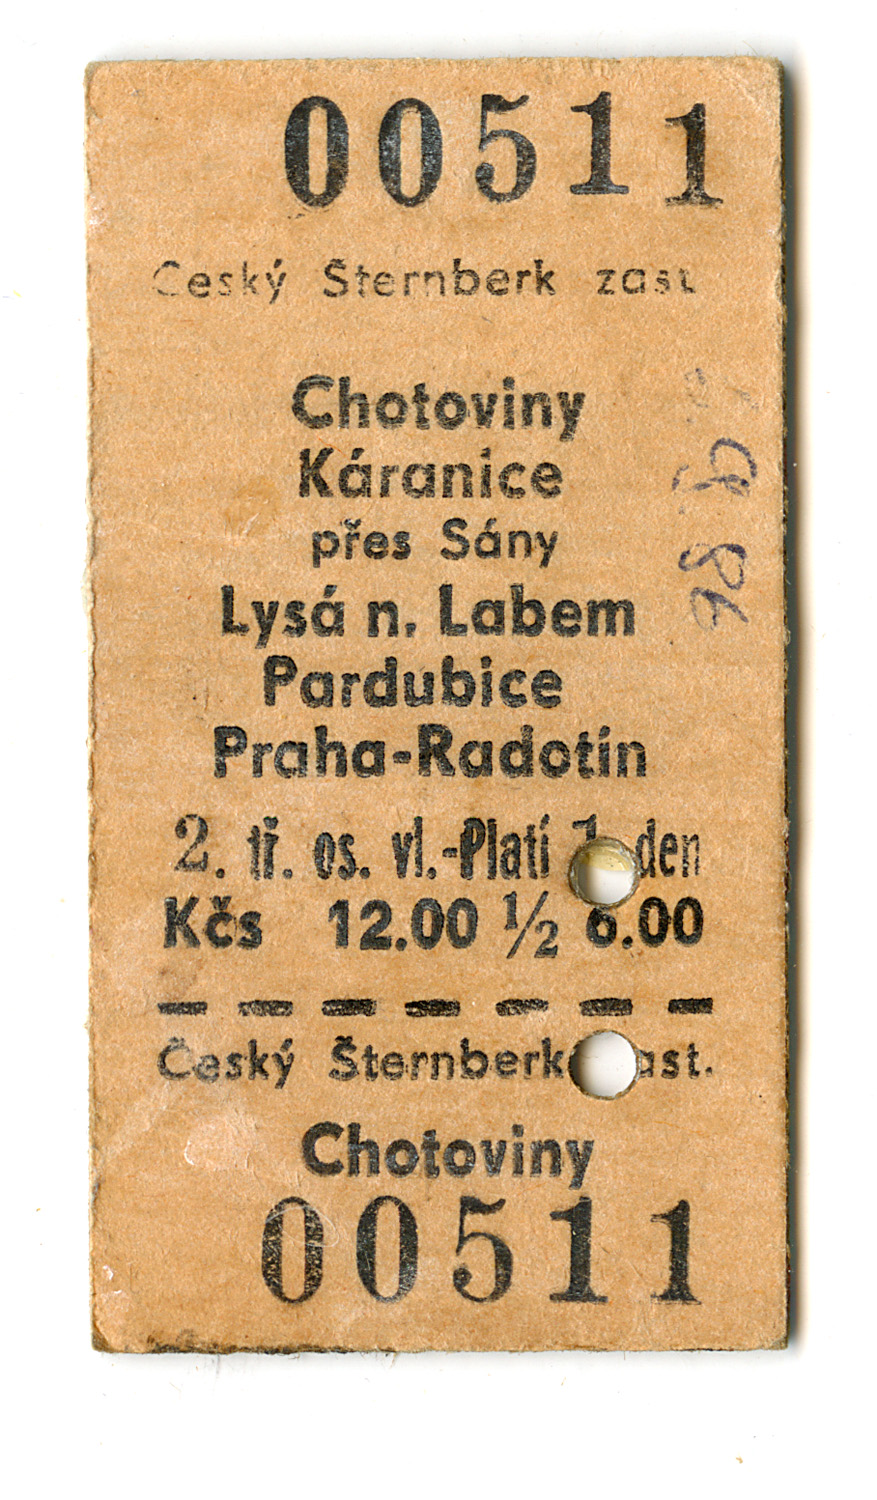 00511
Český Šternberk zast.
Chotoviny
Káranice
přes Sány
Lysá n. Labem
Pardubice
Praha-Radotín
2. tř. os. vl.-Platí 1 den
Kčs 12.00 ½ 6.00
Český Šternberk zast.
Chotoviny
00511